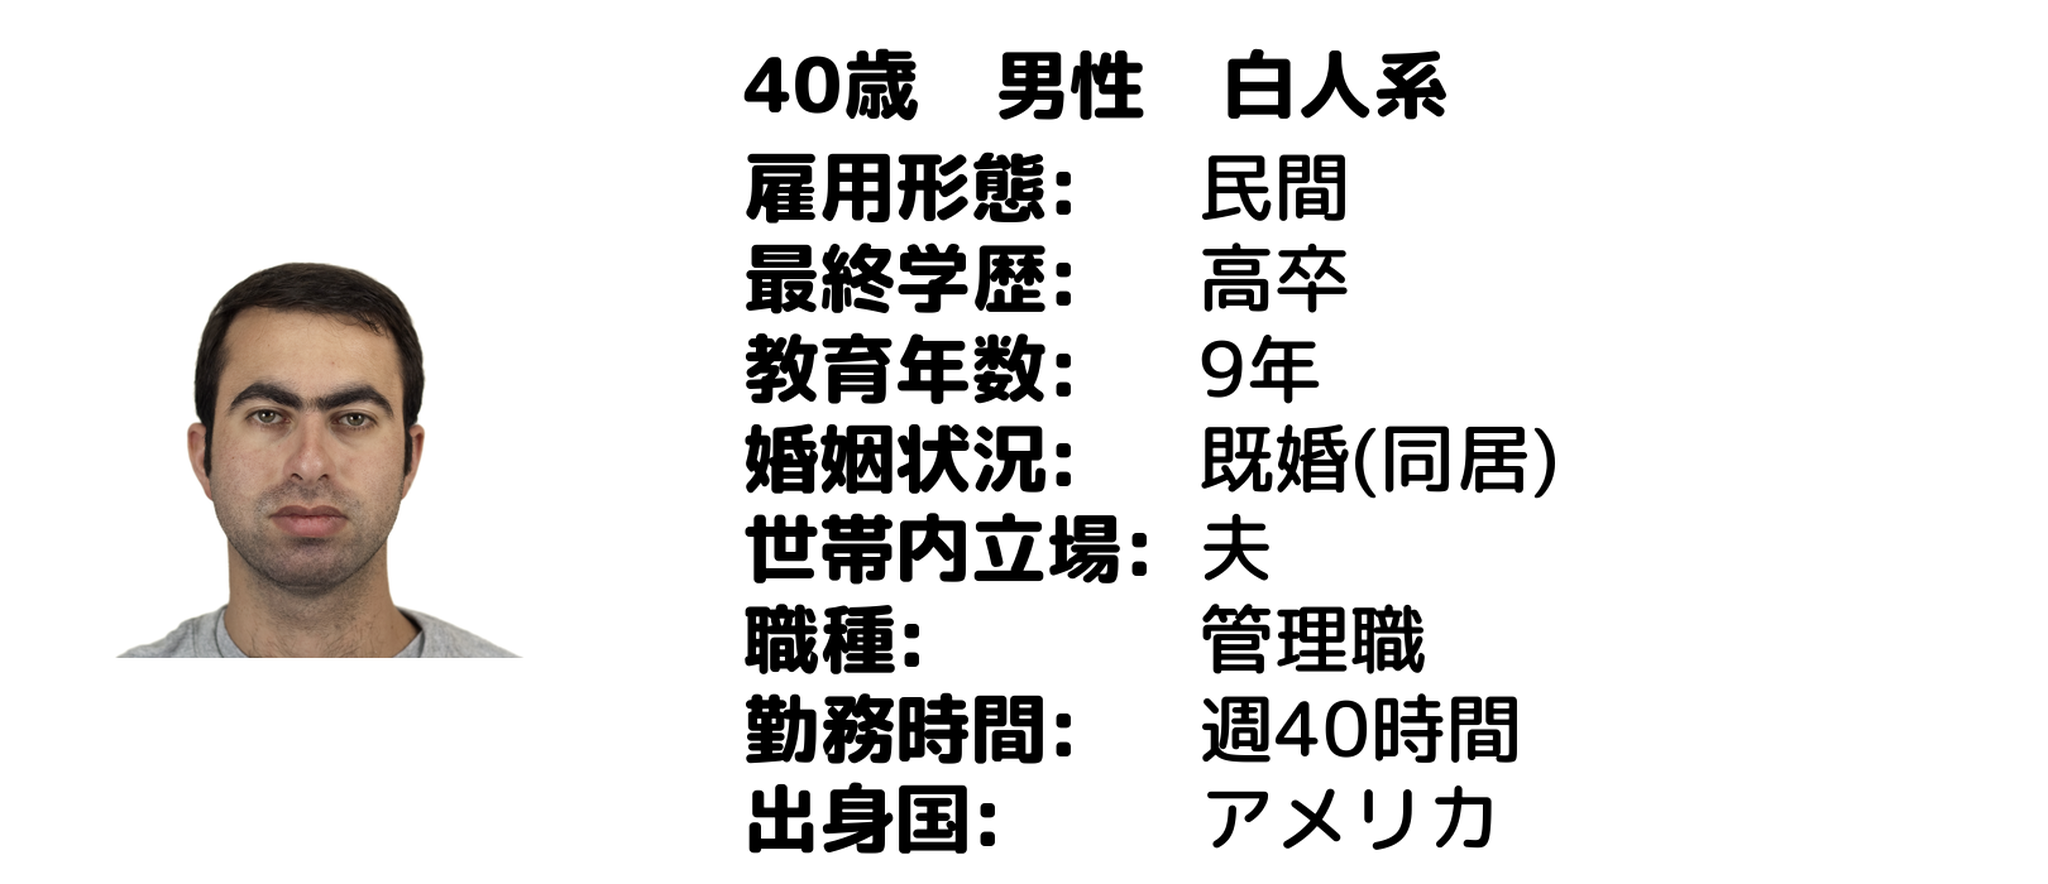 40歳　男性　白人系
雇用形態: 民間
最終学歴: 高卒
教育年数: 9年
婚姻状況: 既婚(同居)
世帯内立場: 夫
職種: 管理職
勤務時間: 週40時間
出身国: アメリカ